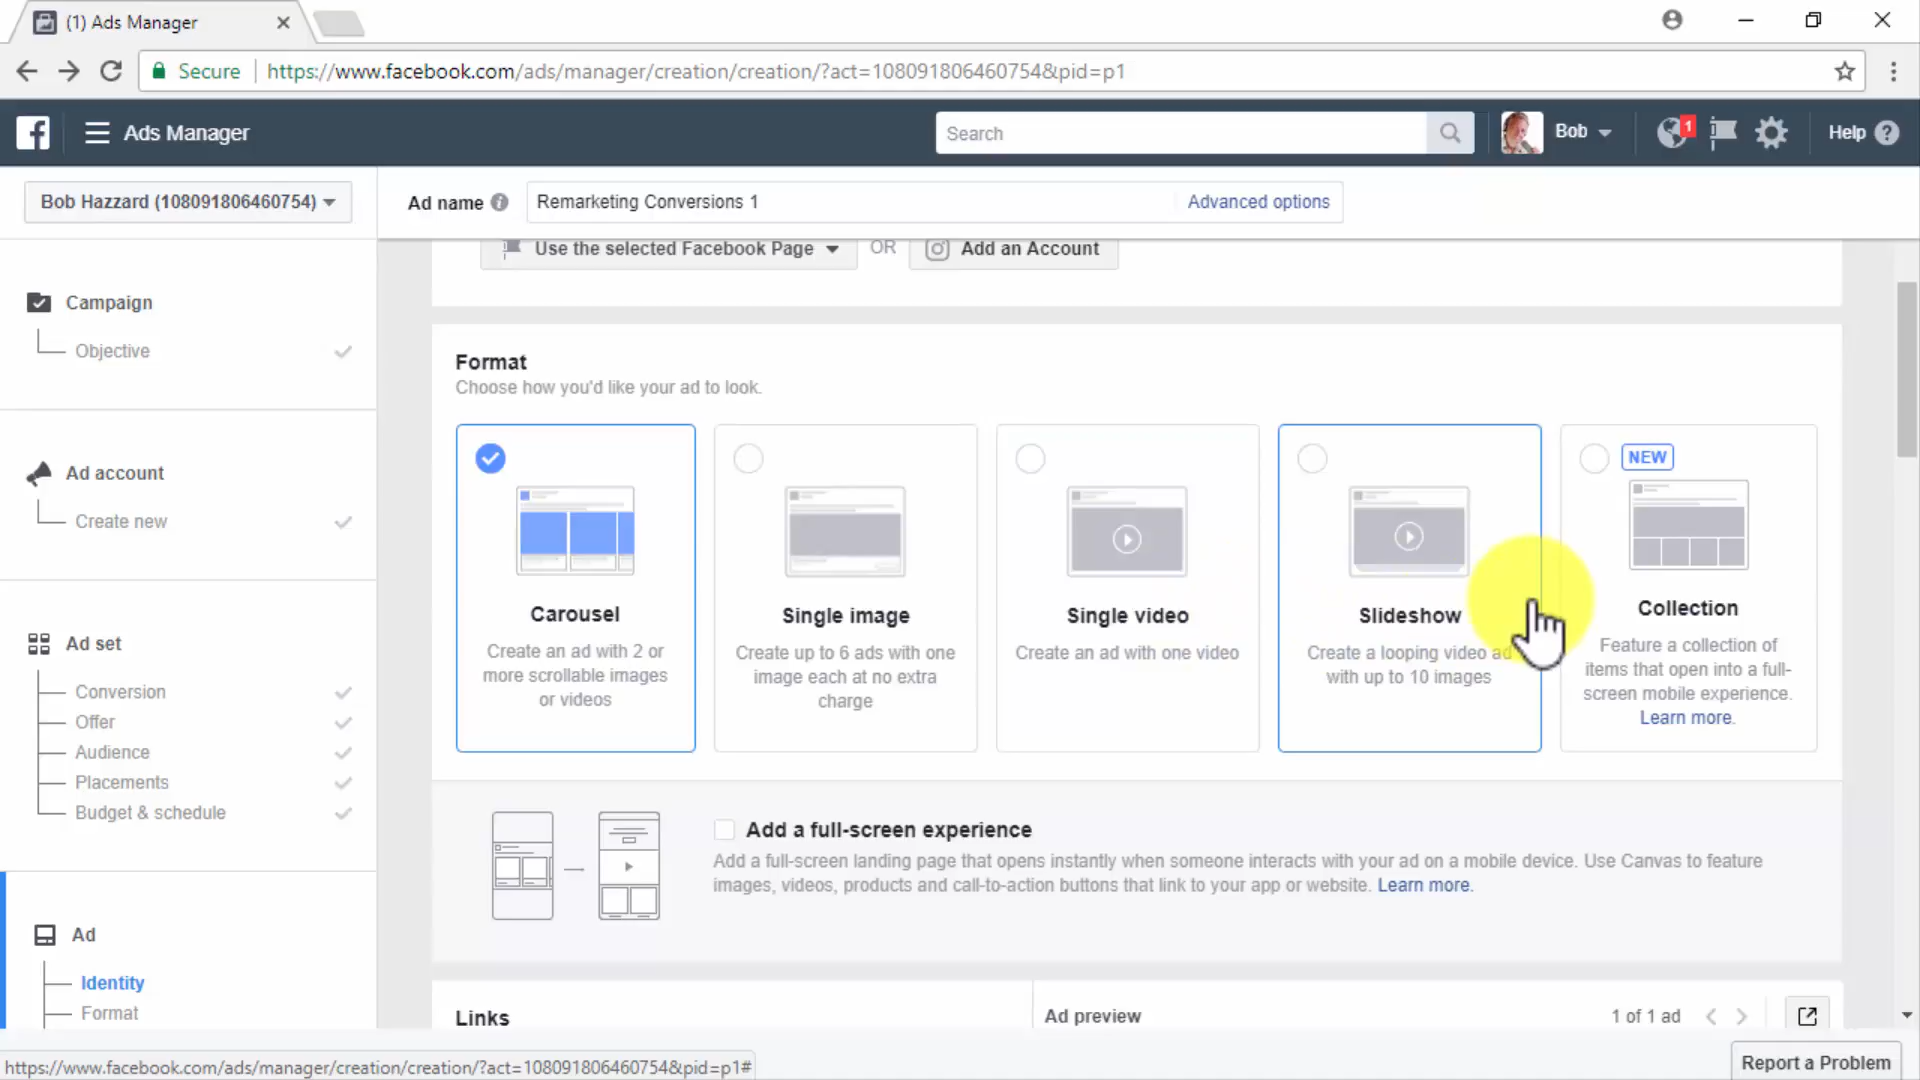 (1) Ads Manager
Secure
https://www.facebook.com/ads/manager/creation/creation/?act=108091806460754&pid=p1
Ads Manager
Search
Bob
1
Help
Bob Hazzard (108091806460754)
Ad name
Remarketing Conversions 1
Advanced options
Use the selected Facebook Page
OR
Add an Account
Campaign
Objective
Ad account
Create new
Ad set
Conversion
Offer
Audience
Placements
Budget & schedule
Ad
Identity
Format
Format
Choose how you'd like your ad to look.
Carousel
Create an ad with 2 or
more scrollable images
or videos
Single image
Create up to 6 ads with one
image each at no extra
charge
Single video
Create an ad with one video
Slideshow
Create a looping video ad
with up to 10 images
NEW
Collection
Feature a collection of
items that open into a full-
screen mobile experience.
Learn more.
Add a full-screen experience
Add a full-screen landing page that opens instantly when someone interacts with your ad on a mobile device. Use Canvas to feature
images, videos, products and call-to-action buttons that link to your app or website. Learn more.
Links
Ad preview
1 of 1 ad
https://www.facebook.com/ads/manager/creation/creation/?act=108091806460754&pid=p1#
Report a Problem